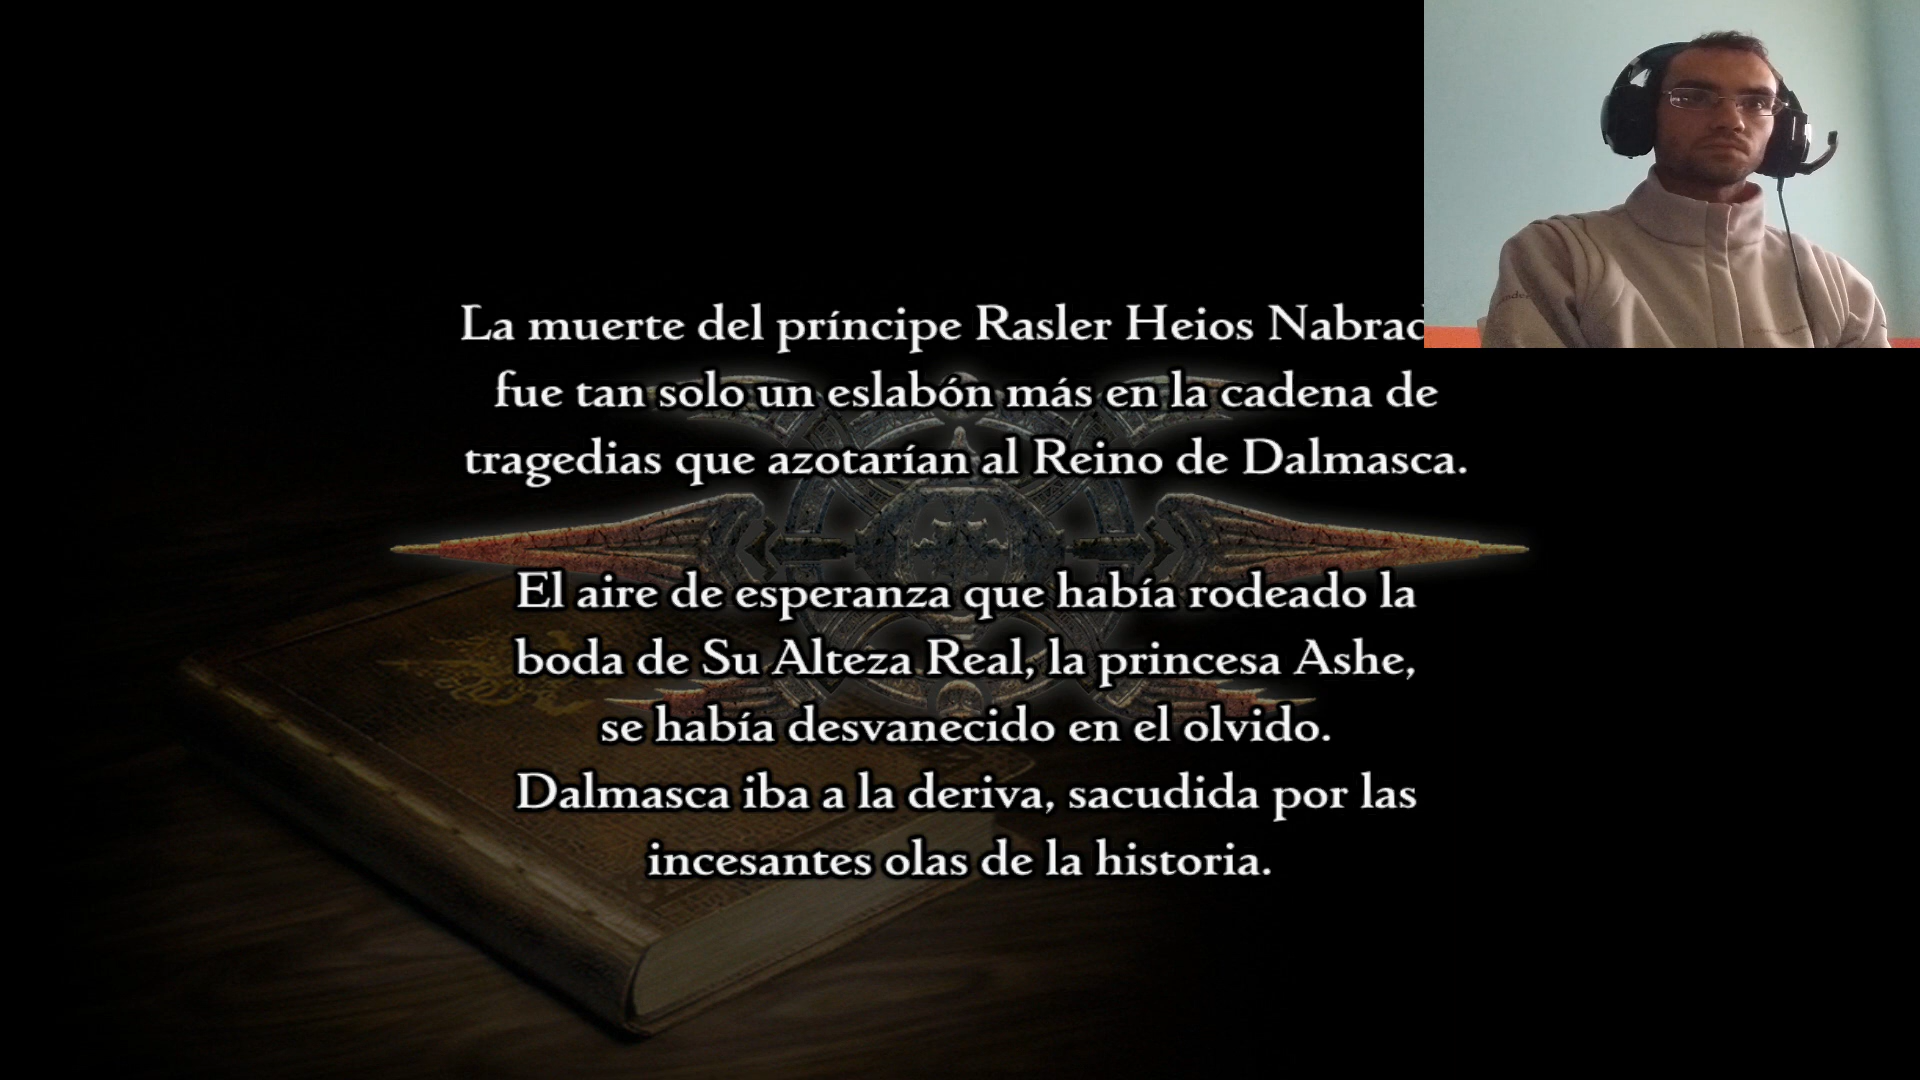 La muerte del príncipe Rasler Heios
fue tan solo un eslabón más en la cadena de
tragedias que azotarían al Reino de Dalmasca.
El aire de esperanza que había rodeado la
boda de Su Alteza Real, la princesa Ashe,
se había desvanecido en el olvido.
Dalmasca iba a la deriva, sacudida por las
incesantes olas de la historia.